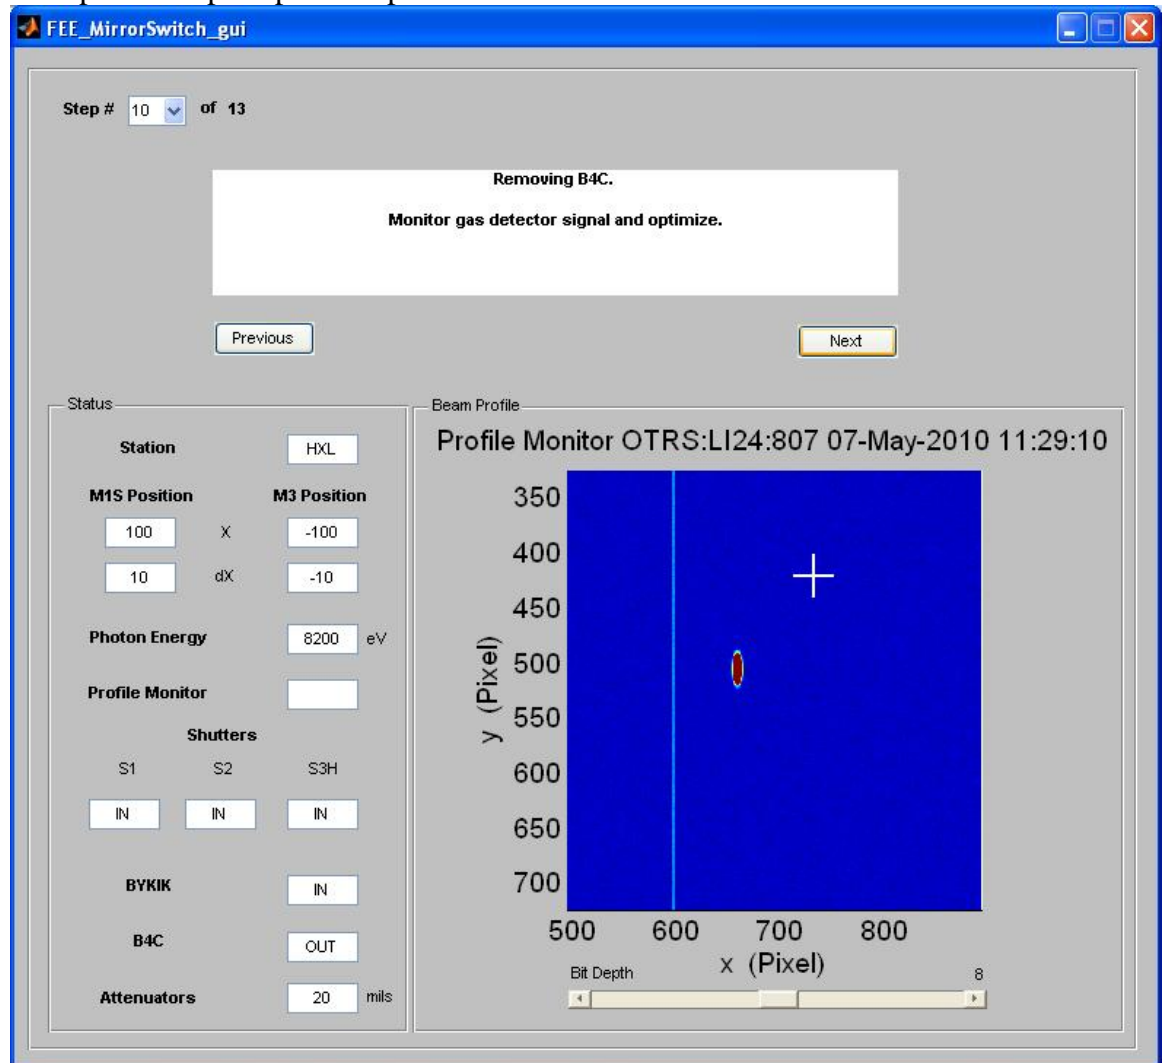 FEE_MirrorSwitch_gui
Step # 10 of 13
Removing B4C.
Monitor gas detector signal and optimize.
Previous
Next
Status
Station HXL
M1S Position M3 Position
100 X -100
10 dX -10
Photon Energy 8200 eV
Profile Monitor
Shutters
S1 S2 S3H
IN IN IN
BYKIK IN
B4C OUT
Attenuators 20 mils
Beam Profile
Profile Monitor OTRS:LI24:807 07-May-2010 11:29:10
350
400
450
500
550
600
650
700
y (Pixel)
500 600 700 800
x (Pixel)
Bit Depth 8